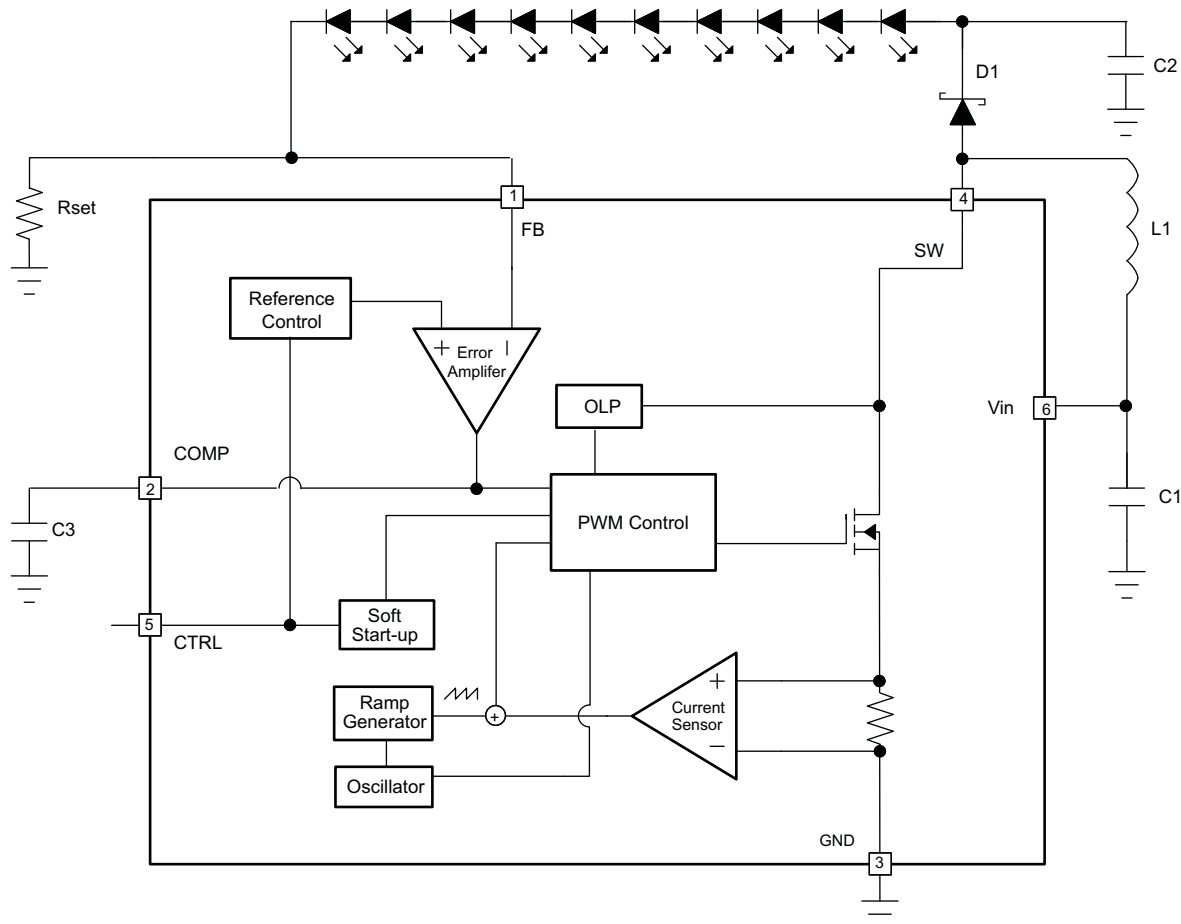 D1
C2
Rset
1
FB
4
SW
L1
Reference
Control
+
Error
Amplifer
OLP
Vin
6
COMP
2
C3
PWM Control
C1
5
CTRL
Soft
Start-up
Ramp
Generator
+
Current
Sensor
+
−
Oscillator
GND
3